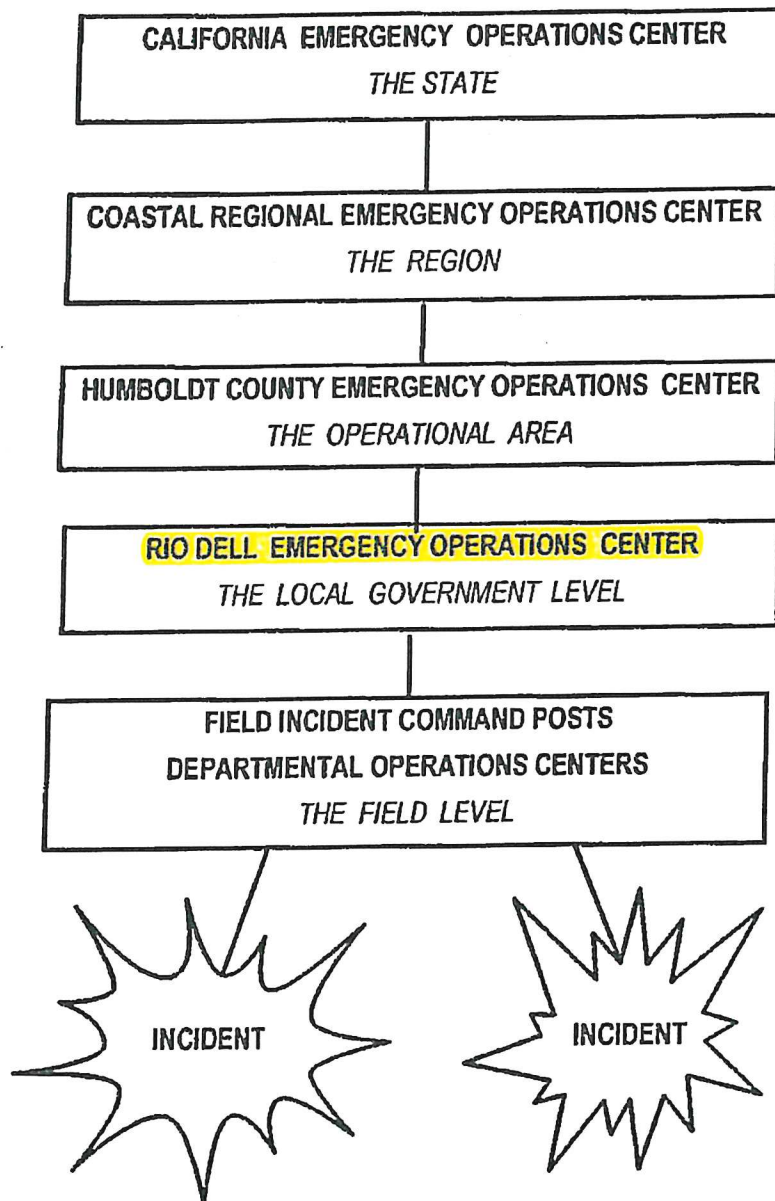 CALIFORNIA EMERGENCY OPERATIONS CENTER
THE STATE
COASTAL REGIONAL EMERGENCY OPERATIONS CENTER
THE REGION
HUMBOLDT COUNTY EMERGENCY OPERATIONS CENTER
THE OPERATIONAL AREA
RIO DELL EMERGENCY OPERATIONS CENTER
THE LOCAL GOVERNMENT LEVEL
FIELD INCIDENT COMMAND POSTS
DEPARTMENTAL OPERATIONS CENTERS
THE FIELD LEVEL
INCIDENT
INCIDENT